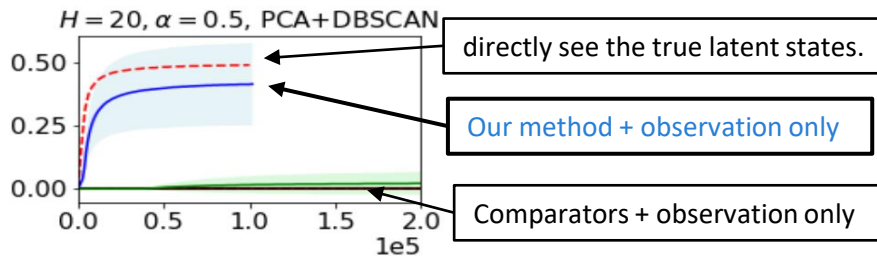 H = 20, α = 0.5, PCA+DBSCAN
directly see the true latent states.
0.50
Our method + observation only
0.25
0.00
Comparators + observation only
0.0 0.5 1.0 1.5 2.0
1e5